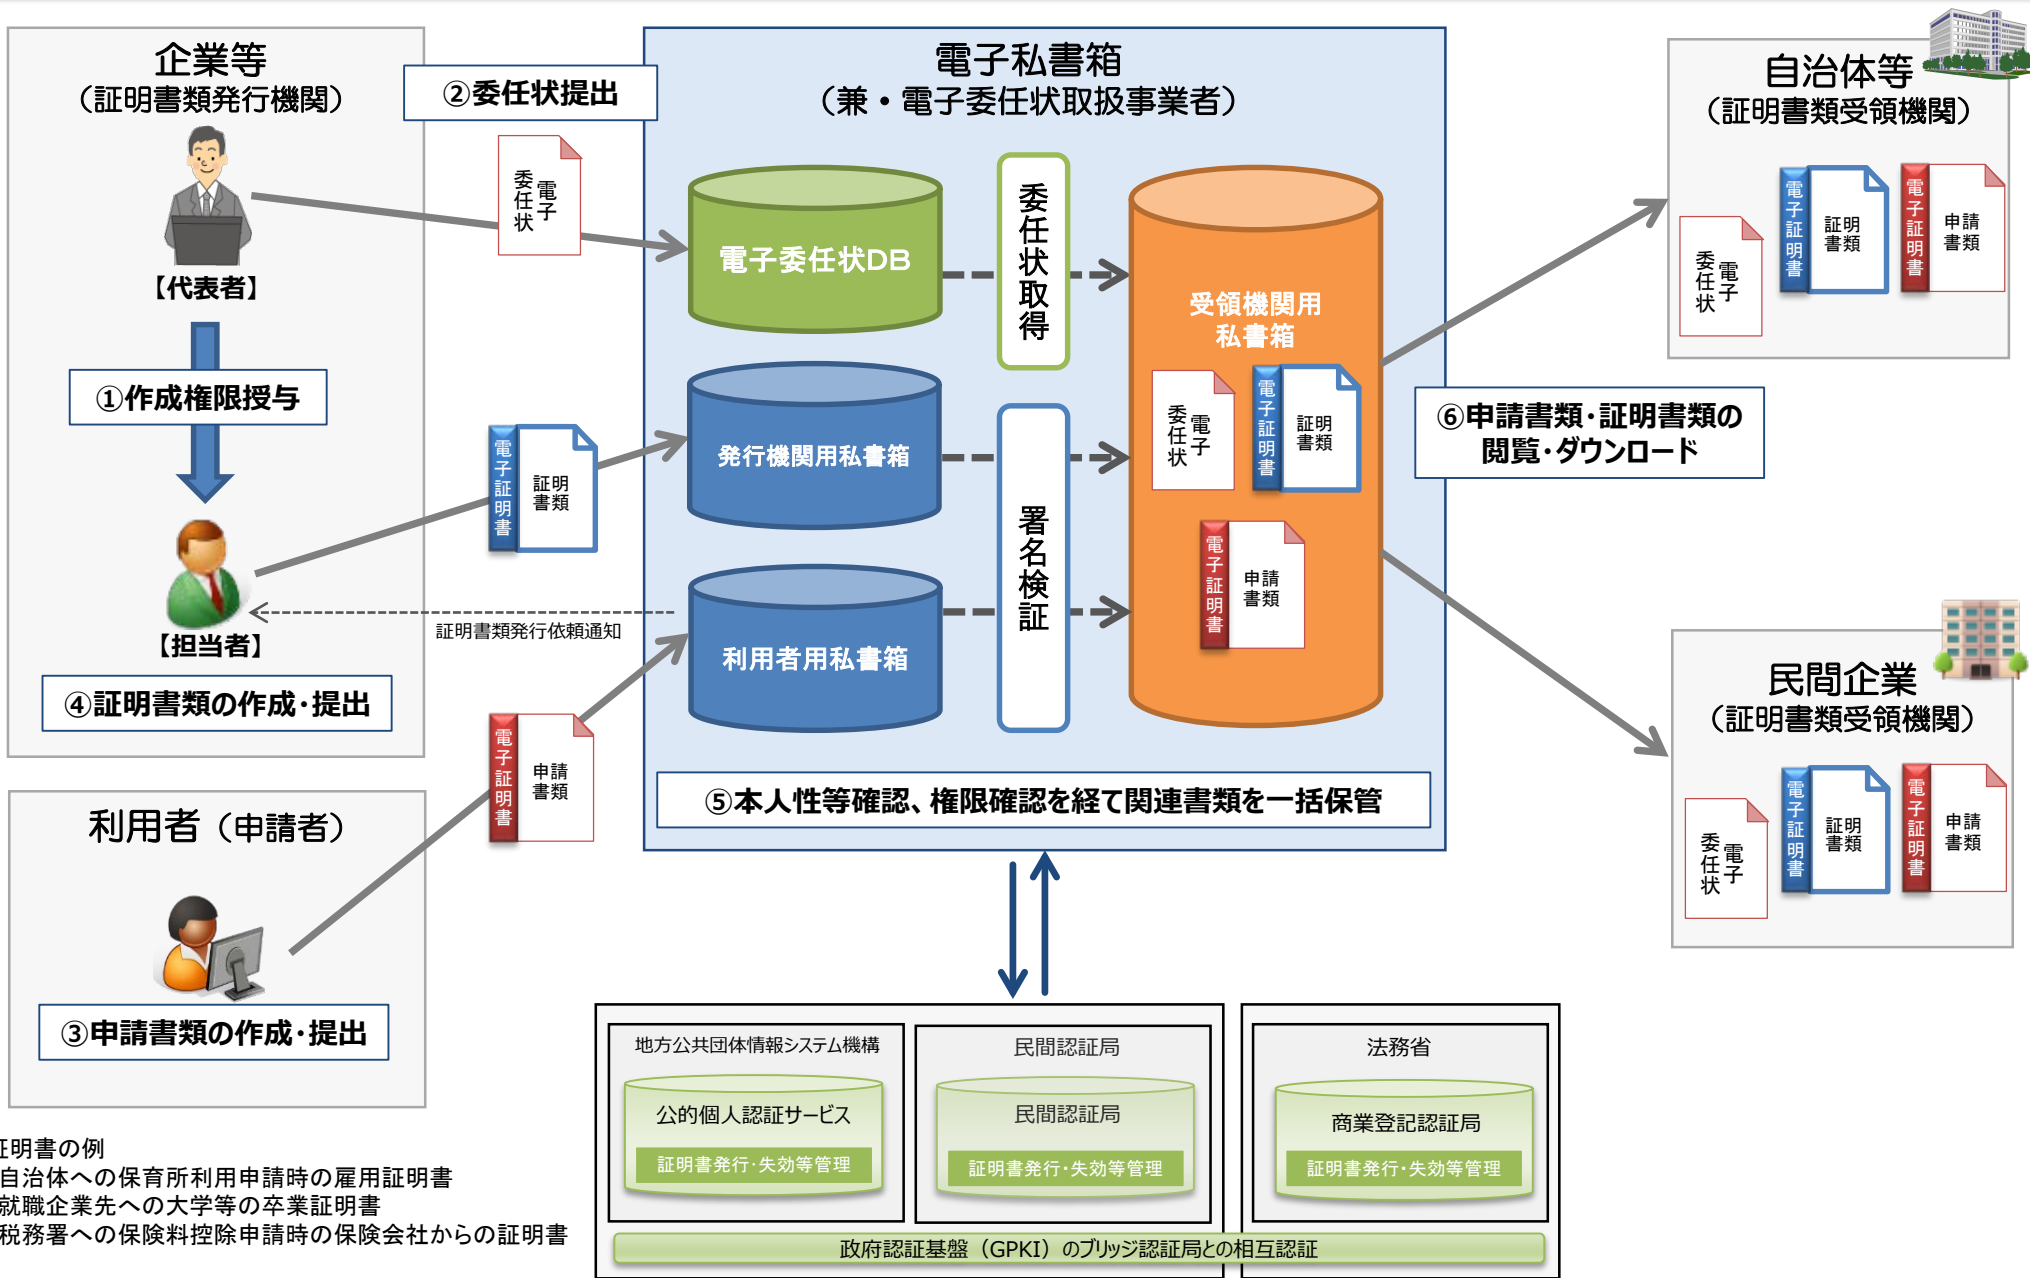 企業等
（証明書類発行機関）
【代表者】
①作成権限授与
【担当者】
④証明書類の作成・提出
②委任状提出
電子
委任状
電子証明書
証明
書類
証明書類発行依頼通知
電子証明書
申請
書類
利用者（申請者）
③申請書類の作成・提出
電子私書箱
（兼・電子委任状取扱事業者）
電子委任状DB
発行機関用私書箱
利用者用私書箱
委任状取得
署名検証
受領機関用
私書箱
電子
委任状
電子証明書
証明
書類
電子証明書
申請
書類
⑤本人性等確認、権限確認を経て関連書類を一括保管
自治体等
（証明書類受領機関）
電子
委任状
電子証明書
証明
書類
電子証明書
申請
書類
⑥申請書類・証明書類の
閲覧・ダウンロード
民間企業
（証明書類受領機関）
電子
委任状
電子証明書
証明
書類
電子証明書
申請
書類
地方公共団体情報システム機構
公的個人認証サービス
証明書発行・失効等管理
民間認証局
民間認証局
証明書発行・失効等管理
法務省
商業登記認証局
証明書発行・失効等管理
政府認証基盤（GPKI）のブリッジ認証局との相互認証
明書の例
自治体への保育所利用申請時の雇用証明書
就職企業先への大学等の卒業証明書
税務署への保険料控除申請時の保険会社からの証明書